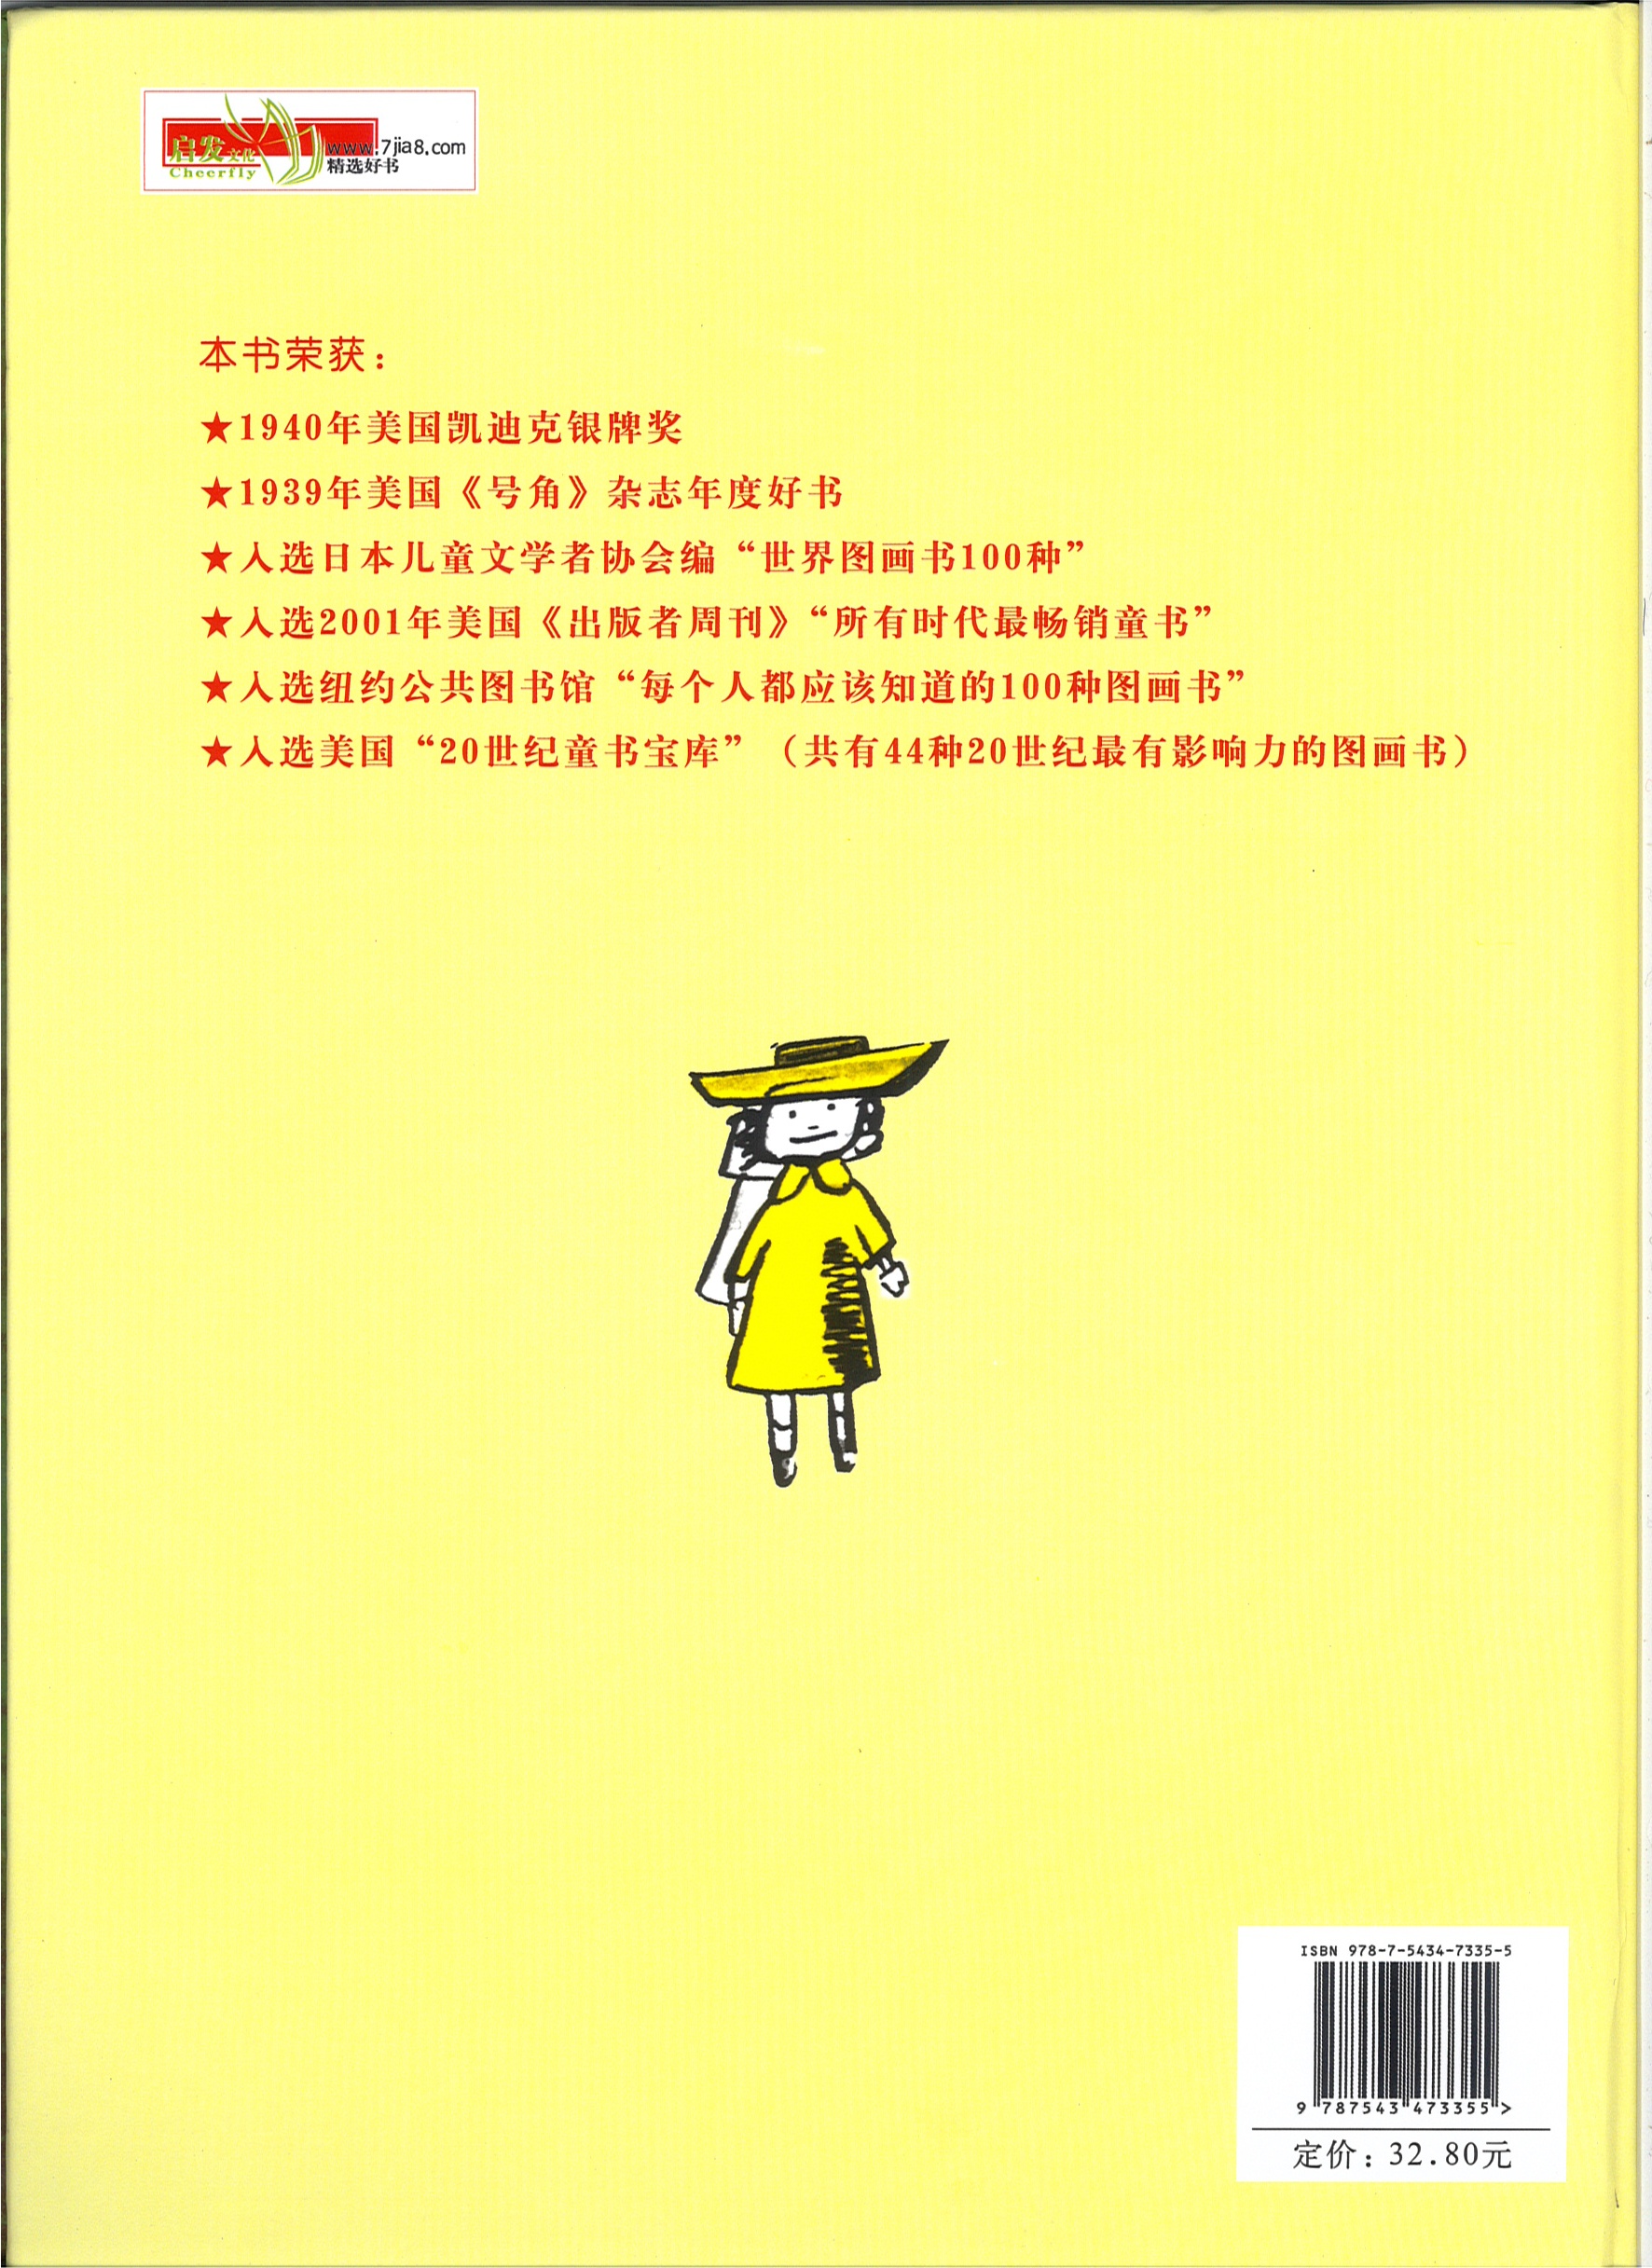 启发文化
Cheerfly
www.7jia8.com
精选好书
本书荣获：
★1940年美国凯迪克银牌奖
★1939年美国《号角》杂志年度好书
★入选日本儿童文学者协会编“世界图画书100种”
★入选2001年美国《出版者周刊》“所有时代最畅销童书”
★入选纽约公共图书馆“每个人都应该知道的100种图画书”
★入选美国“20世纪童书宝库”（共有44种20世纪最有影响力的图画书）
ISBN 978-7-5434-7335-5
9 787543 473355>
定价：32.80元